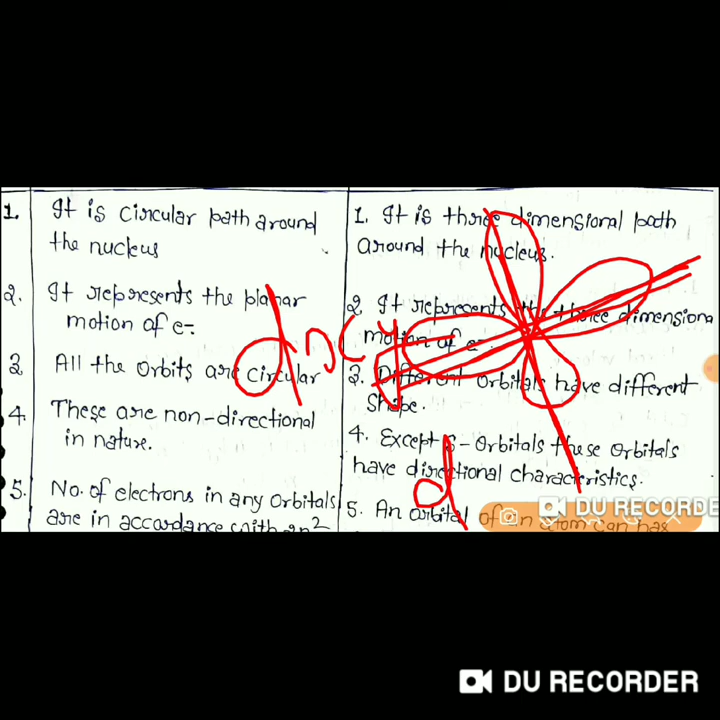 1. It is circular path around
the nucleus
2. It represents the planar
motion of e-.
3. All the orbits are circular
4. These are non-directional
in nature.
5. No. of electrons in any orbitals
are in accordance with 2n²
1. It is three dimensional path
around the nucleus.
2. It represents the three dimensiona
motion of e-.
3. Different orbitals have different
shape.
4. Except s-orbitals these orbitals
have directional characteristics.
5. An orbital of an atom can has
dxy
d
DU RECORDE
DU RECORDER